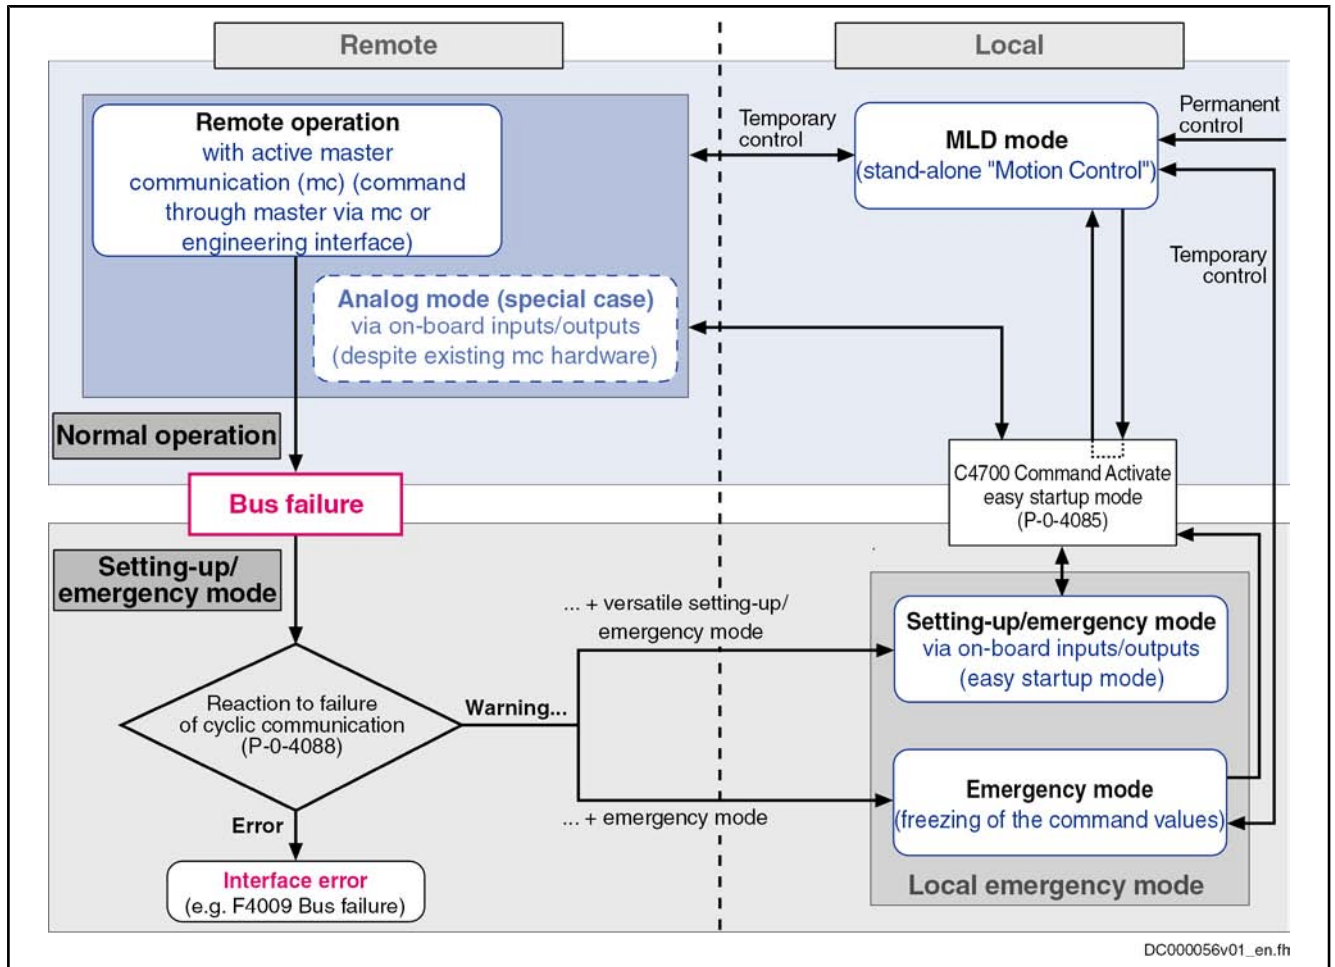 Remote
Local
Remote operation
with active master
communication (mc) (command
through master via mc or
engineering interface)
Analog mode (special case)
via on-board inputs/outputs
(despite existing mc hardware)
Temporary
control
MLD mode
(stand-alone "Motion Control")
Permanent
control
Temporary
control
Normal operation
Bus failure
C4700 Command Activate
easy startup mode
(P-0-4085)
Setting-up/
emergency mode
... + versatile setting-up/
emergency mode
Setting-up/emergency mode
via on-board inputs/outputs
(easy startup mode)
Reaction to failure
of cyclic communication
(P-0-4088)
Warning...
... + emergency mode
Emergency mode
(freezing of the command values)
Local emergency mode
Error
Interface error
(e.g. F4009 Bus failure)
DC000056v01_en.fh